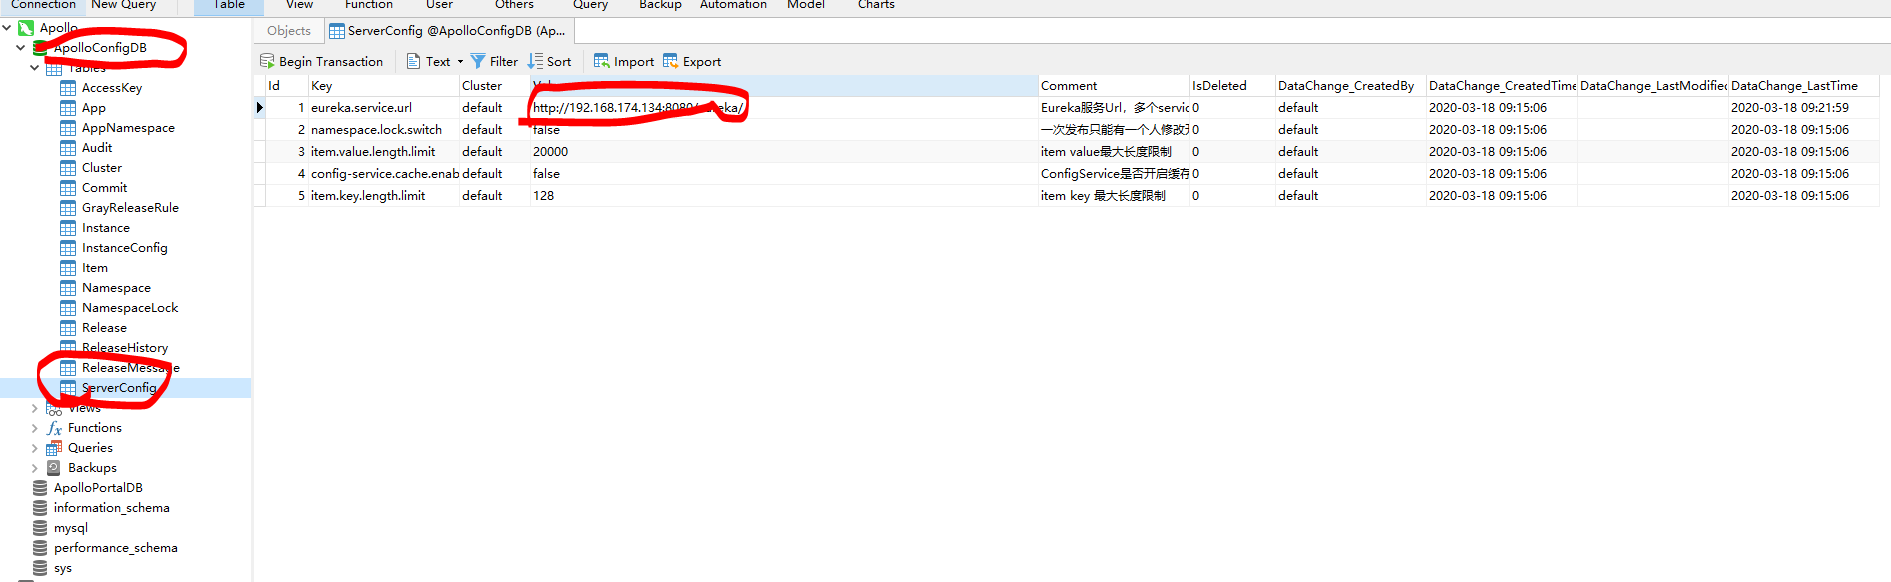 Connection New Query Table View Function User Others Query Backup Automation Model Charts
Apollo
ApolloConfigDB
Tables
AccessKey
App
AppNamespace
Audit
Cluster
Commit
GrayReleaseRule
Instance
InstanceConfig
Item
Namespace
NamespaceLock
Release
ReleaseHistory
ReleaseMessage
ServerConfig
Views
Functions
Queries
Backups
ApolloPortalDB
information_schema
mysql
performance_schema
sys
Objects ServerConfig @ApolloConfigDB (Ap...
Begin Transaction Text Filter Sort Import Export
Id Key Cluster Comment IsDeleted DataChange_CreatedBy DataChange_CreatedTime DataChange_LastModified DataChange_LastTime
1 eureka.service.url default http://192.168.174.134:8080/eureka/ Eureka服务Url，多个servic 0 default 2020-03-18 09:15:06 2020-03-18 09:21:59
2 namespace.lock.switch default false 一次发布只能有一个人修改 0 default 2020-03-18 09:15:06 2020-03-18 09:15:06
3 item.value.length.limit default 20000 item value最大长度限制 0 default 2020-03-18 09:15:06 2020-03-18 09:15:06
4 config-service.cache.enab default false ConfigService是否开启缓存 0 default 2020-03-18 09:15:06 2020-03-18 09:15:06
5 item.key.length.limit default 128 item key 最大长度限制 0 default 2020-03-18 09:15:06 2020-03-18 09:15:06